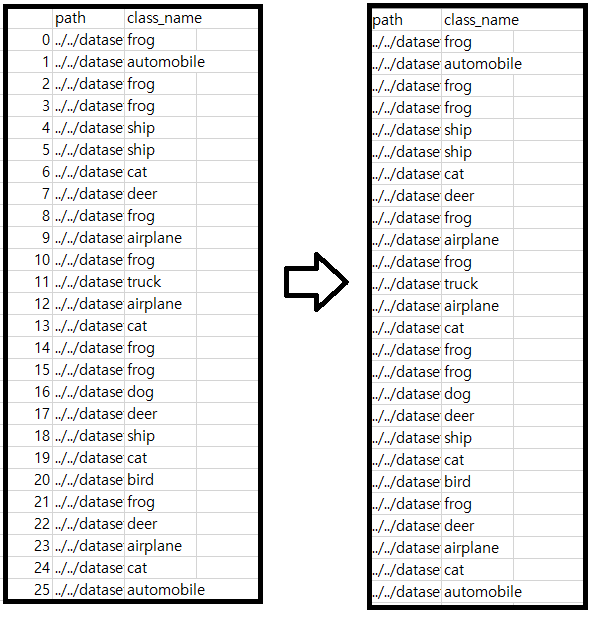 path class_name
0 ../../datase frog
1 ../../datase automobile
2 ../../datase frog
3 ../../datase frog
4 ../../datase ship
5 ../../datase ship
6 ../../datase cat
7 ../../datase deer
8 ../../datase frog
9 ../../datase airplane
10 ../../datase frog
11 ../../datase truck
12 ../../datase airplane
13 ../../datase cat
14 ../../datase frog
15 ../../datase frog
16 ../../datase dog
17 ../../datase deer
18 ../../datase ship
19 ../../datase cat
20 ../../datase bird
21 ../../datase frog
22 ../../datase deer
23 ../../datase airplane
24 ../../datase cat
25 ../../datase automobile
path class_name
../../datase frog
../../datase automobile
../../datase frog
../../datase frog
../../datase ship
../../datase ship
../../datase cat
../../datase deer
../../datase frog
../../datase airplane
../../datase frog
../../datase truck
../../datase airplane
../../datase cat
../../datase frog
../../datase frog
../../datase dog
../../datase deer
../../datase ship
../../datase cat
../../datase bird
../../datase frog
../../datase deer
../../datase airplane
../../datase cat
../../datase automobile